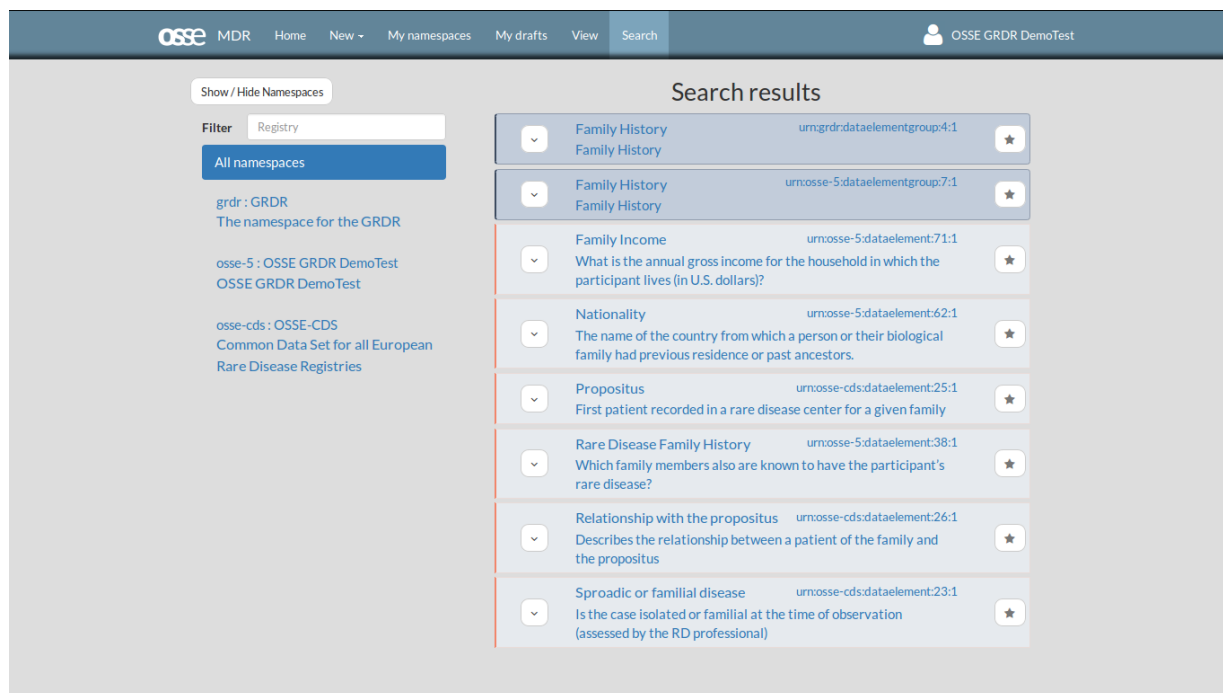 osse MDR Home New My namespaces My drafts View Search OSSE GRDR DemoTest
Show / Hide Namespaces
Filter Registry
All namespaces
grdr : GRDR
The namespace for the GRDR
osse-5 : OSSE GRDR DemoTest
OSSE GRDR DemoTest
osse-cds : OSSE-CDS
Common Data Set for all European
Rare Disease Registries
Search results
Family History urn:grdr:dataelementgroup:4:1
Family History
Family History urn:osse-5:dataelementgroup:7:1
Family History
Family Income urn:osse-5:dataelement:71:1
What is the annual gross income for the household in which the
participant lives (in U.S. dollars)?
Nationality urn:osse-5:dataelement:62:1
The name of the country from which a person or their biological
family had previous residence or past ancestors.
Propositus urn:osse-cds:dataelement:25:1
First patient recorded in a rare disease center for a given family
Rare Disease Family History urn:osse-5:dataelement:38:1
Which family members also are known to have the participant's
rare disease?
Relationship with the propositus urn:osse-cds:dataelement:26:1
Describes the relationship between a patient of the family and
the propositus
Sproadic or familial disease urn:osse-cds:dataelement:23:1
Is the case isolated or familial at the time of observation
(assessed by the RD professional)